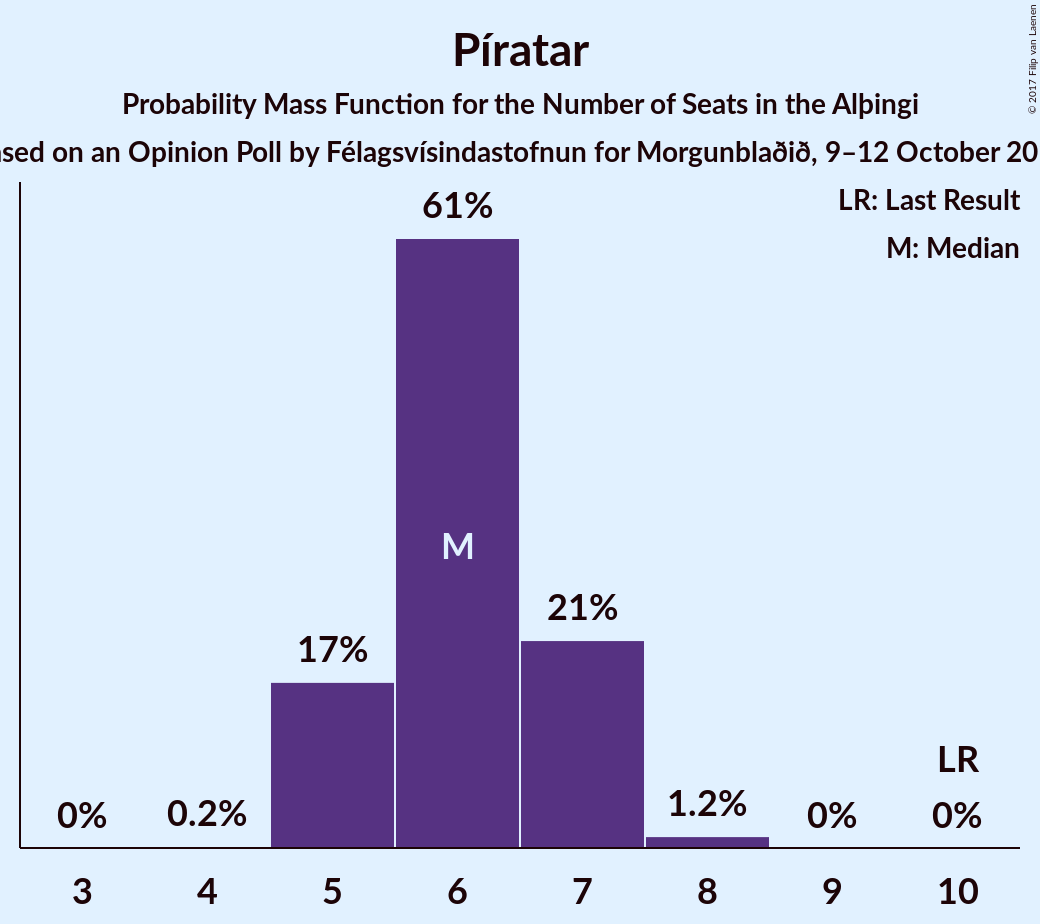 Píratar
Probability Mass Function for the Number of Seats in the Alþingi
on an Opinion Poll by Félagsvísindastofnun for Morgunblaðið, 9–12 October
LR: Last Result
M: Median
61%
M
21%
17%
LR
0%
0.2%
1.2%
0%
0%
3 4 5 6 7 8 9 10
© 2017 Filip van Laenen